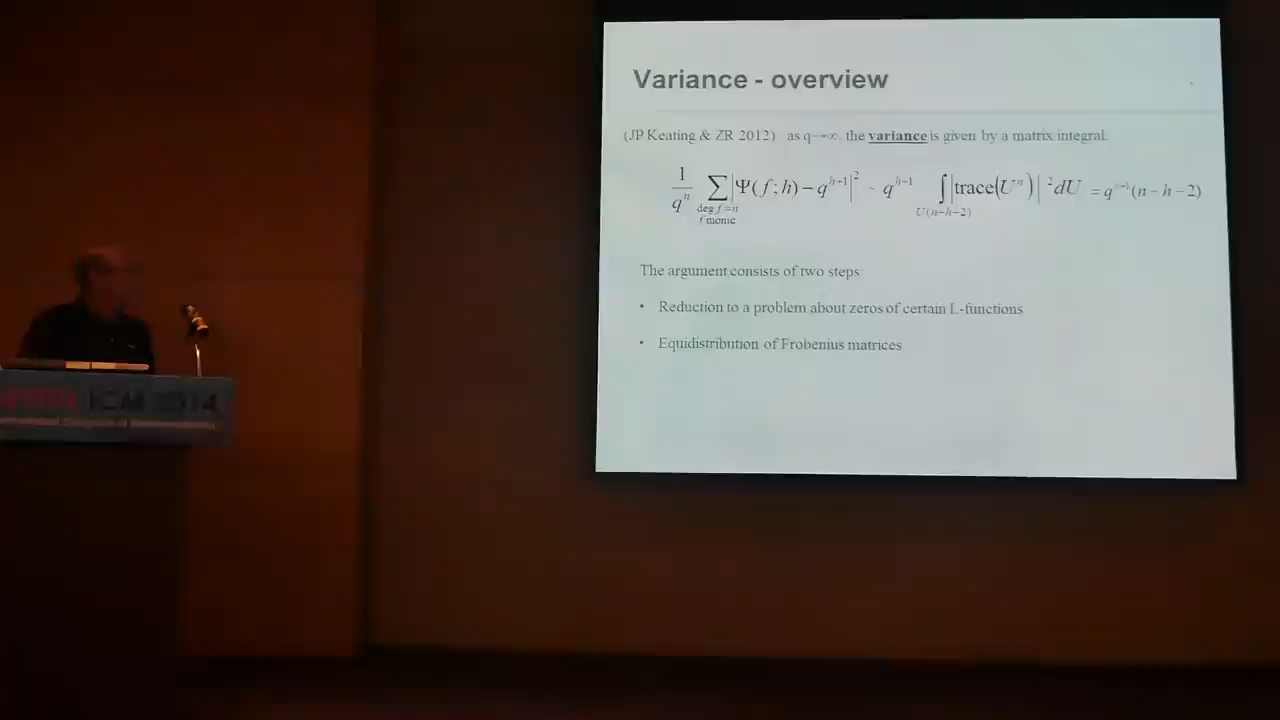 Variance - overview
(JP Keating & ZR 2012) as q→∞, the variance is given by a matrix integral.
1/qⁿ ∑ |Ψ(f;h) − q^{h+1}|² ~ q^{h+1} ∫ |trace(Uⁿ)|² dU = q^{h+1}(n − h − 2)
deg f = n
f monic
U(n−h−2)
The argument consists of two steps:
• Reduction to a problem about zeros of certain L-functions
• Equidistribution of Frobenius matrices
ICM 2014